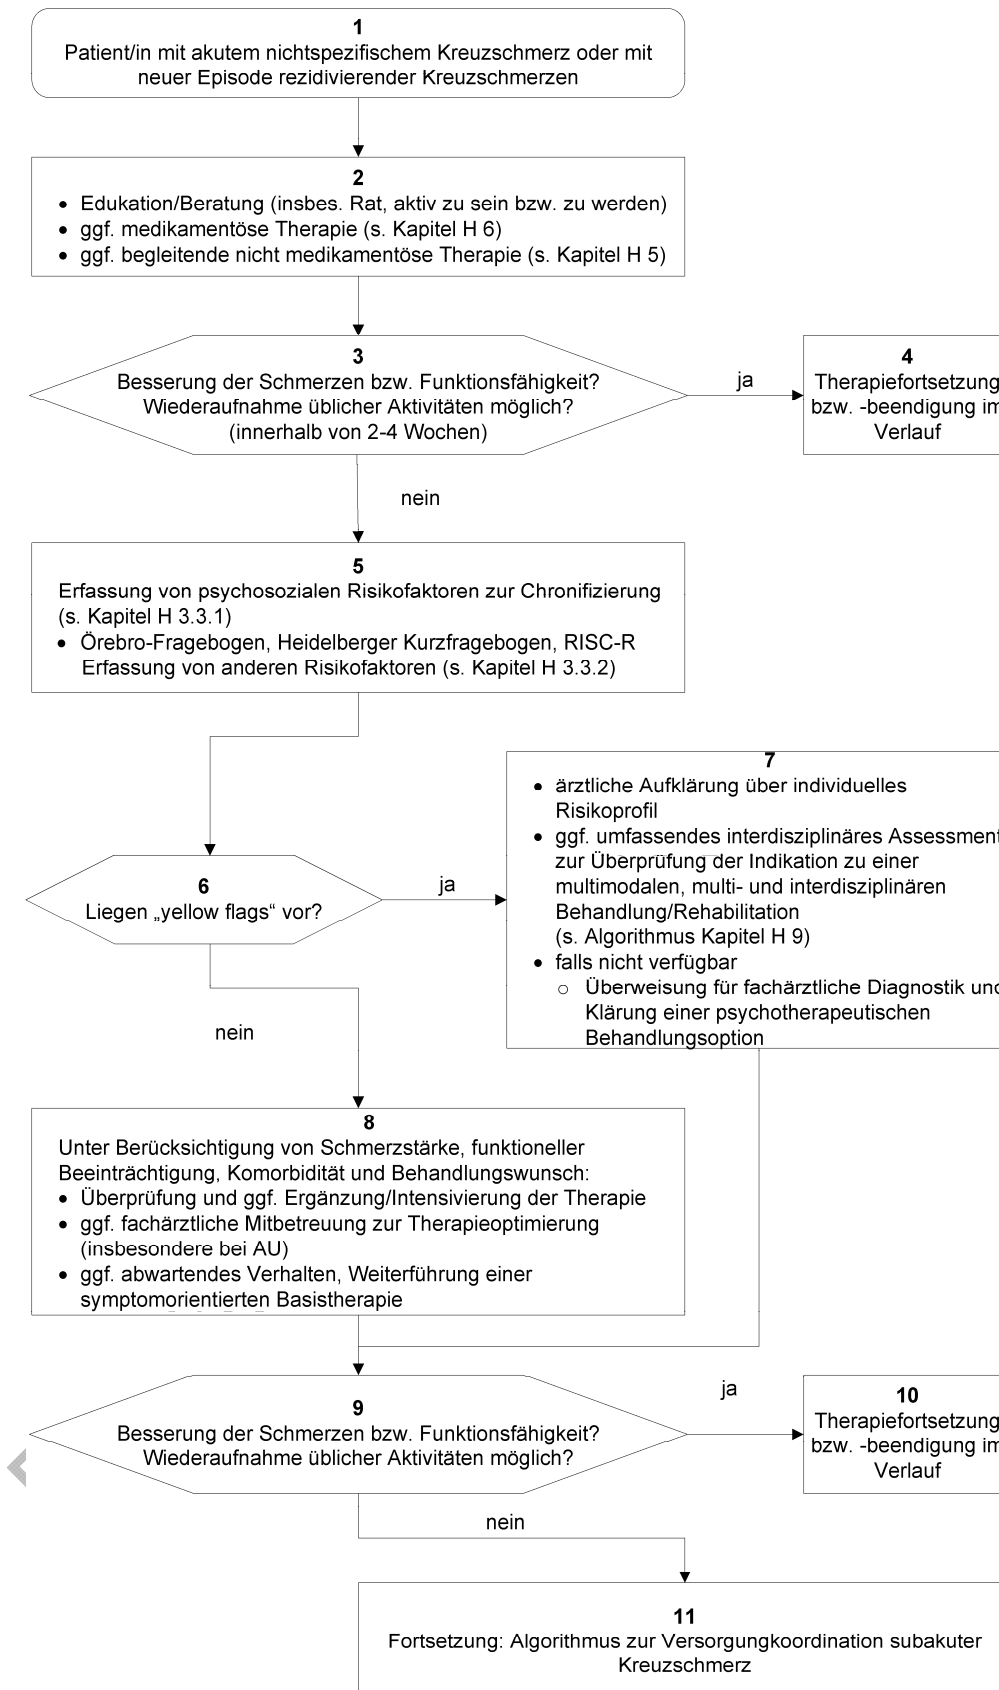 1
Patient/in mit akutem nichtspezifischem Kreuzschmerz oder mit
neuer Episode rezidivierender Kreuzschmerzen
2
• Edukation/Beratung (insbes. Rat, aktiv zu sein bzw. zu werden)
• ggf. medikamentöse Therapie (s. Kapitel H 6)
• ggf. begleitende nicht medikamentöse Therapie (s. Kapitel H 5)
3
Besserung der Schmerzen bzw. Funktionsfähigkeit?
Wiederaufnahme üblicher Aktivitäten möglich?
(innerhalb von 2-4 Wochen)
ja
4
Therapiefortsetzung
bzw. -beendigung im
Verlauf
nein
5
Erfassung von psychosozialen Risikofaktoren zur Chronifizierung
(s. Kapitel H 3.3.1)
• Örebro-Fragebogen, Heidelberger Kurzfragebogen, RISC-R
Erfassung von anderen Risikofaktoren (s. Kapitel H 3.3.2)
6
Liegen „yellow flags“ vor?
ja
7
• ärztliche Aufklärung über individuelles
Risikoprofil
• ggf. umfassendes interdisziplinäres Assessment
zur Überprüfung der Indikation zu einer
multimodalen, multi- und interdisziplinären
Behandlung/Rehabilitation
(s. Algorithmus Kapitel H 9)
• falls nicht verfügbar
○ Überweisung für fachärztliche Diagnostik und
Klärung einer psychotherapeutischen
Behandlungsoption
nein
8
Unter Berücksichtigung von Schmerzstärke, funktioneller
Beeinträchtigung, Komorbidität und Behandlungswunsch:
• Überprüfung und ggf. Ergänzung/Intensivierung der Therapie
• ggf. fachärztliche Mitbetreuung zur Therapieoptimierung
(insbesondere bei AU)
• ggf. abwartendes Verhalten, Weiterführung einer
symptomorientierten Basistherapie
9
Besserung der Schmerzen bzw. Funktionsfähigkeit?
Wiederaufnahme üblicher Aktivitäten möglich?
ja
10
Therapiefortsetzung
bzw. -beendigung im
Verlauf
nein
11
Fortsetzung: Algorithmus zur Versorgungkoordination subakuter
Kreuzschmerz